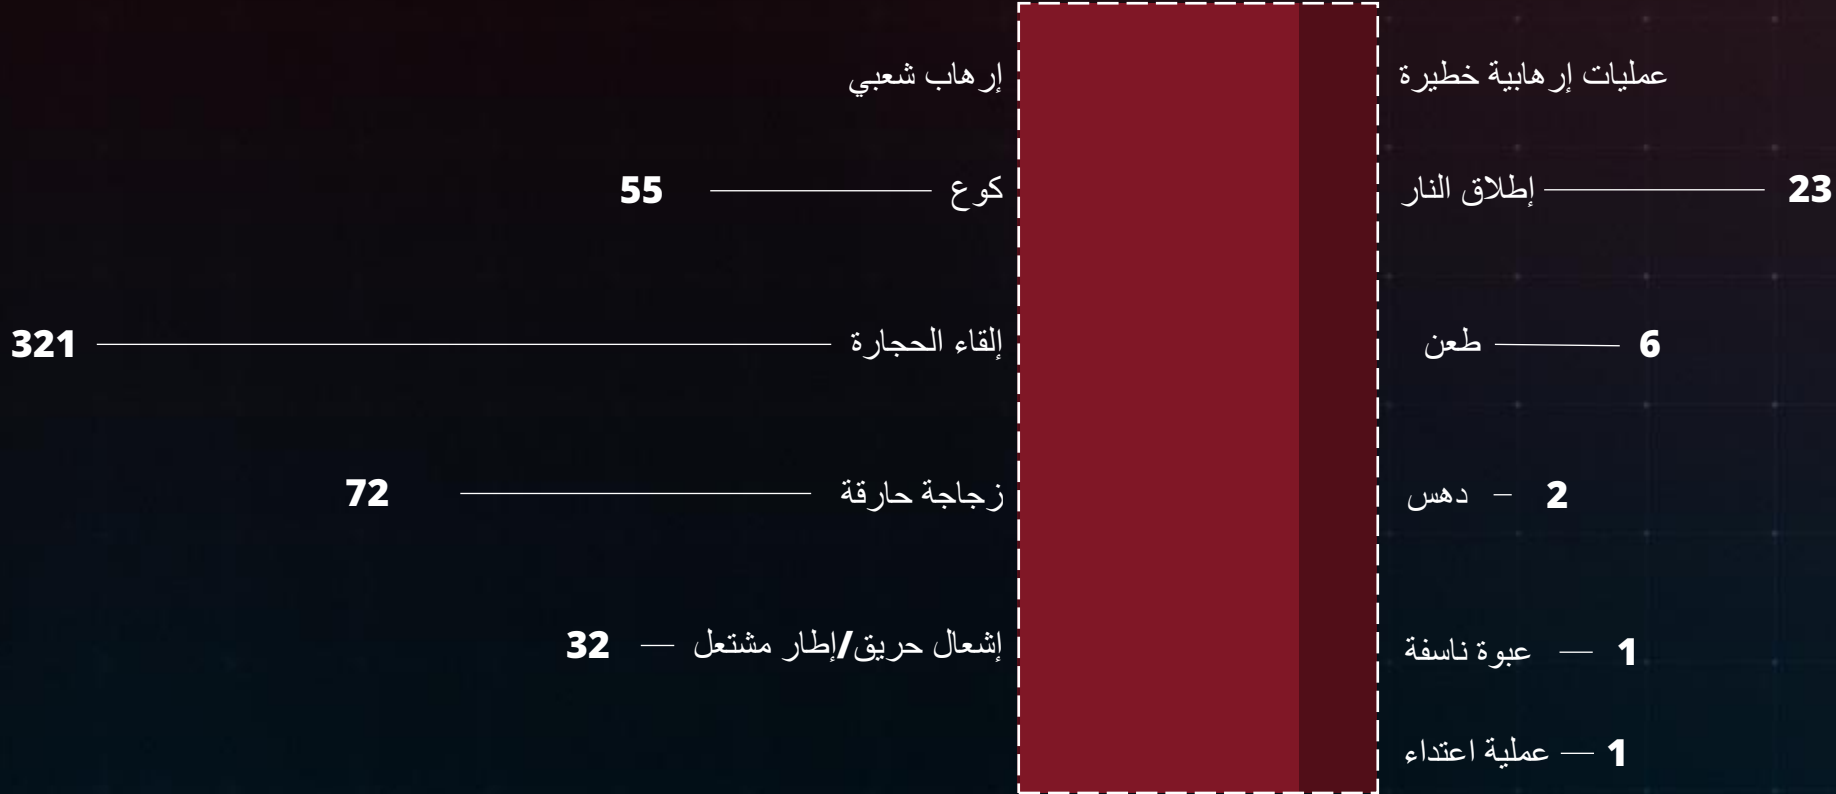 عمليات إرهابية خطيرة
إطلاق النار 23
طعن 6
دهس 2
عبوة ناسفة 1
عملية اعتداء 1
إرهاب شعبي
كوع 55
إلقاء الحجارة 321
زجاجة حارقة 72
إشعال حريق/إطار مشتعل 32